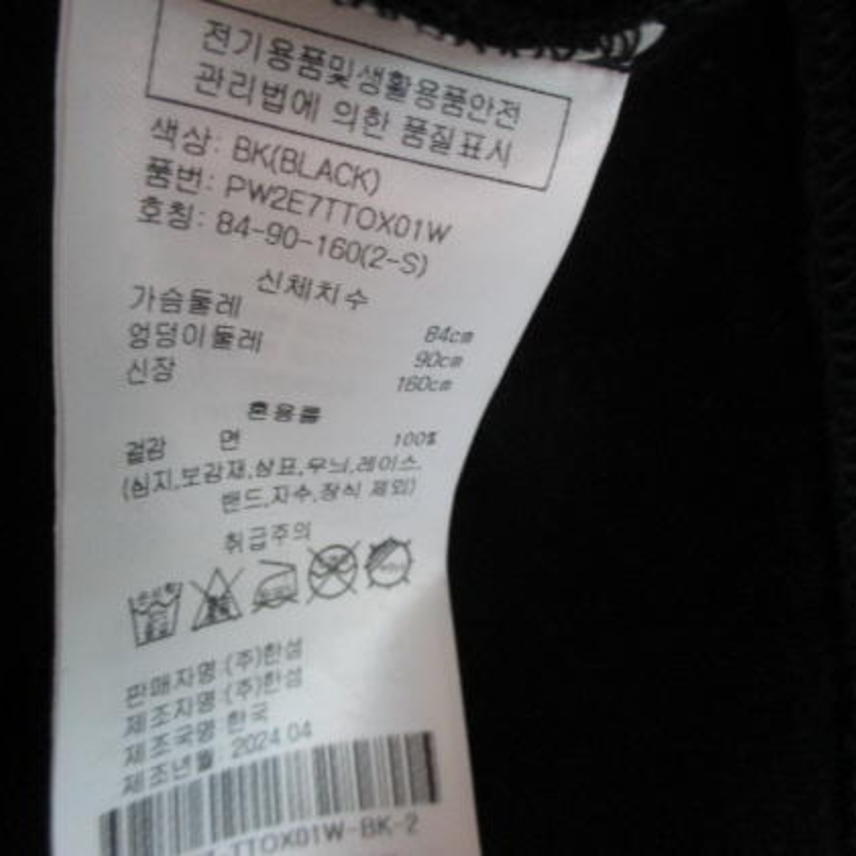 전기용품및생활용품안전
관리법에 의한 품질표시
색상: BK(BLACK)
품번: PW2E7TTOX01W
호칭: 84-90-160(2-S)
신체치수
가슴둘레 84cm
엉덩이둘레 90cm
신장 160cm
혼용률
겉감 면 100%
(심지,보강재,상표,무늬,레이스,
밴드,자수,장식 제외)
취급주의
판매자명 (주)한섬
제조자명 (주)한섬
제조국명 한국
제조년월 2024.04
TTOX01W-BK-2